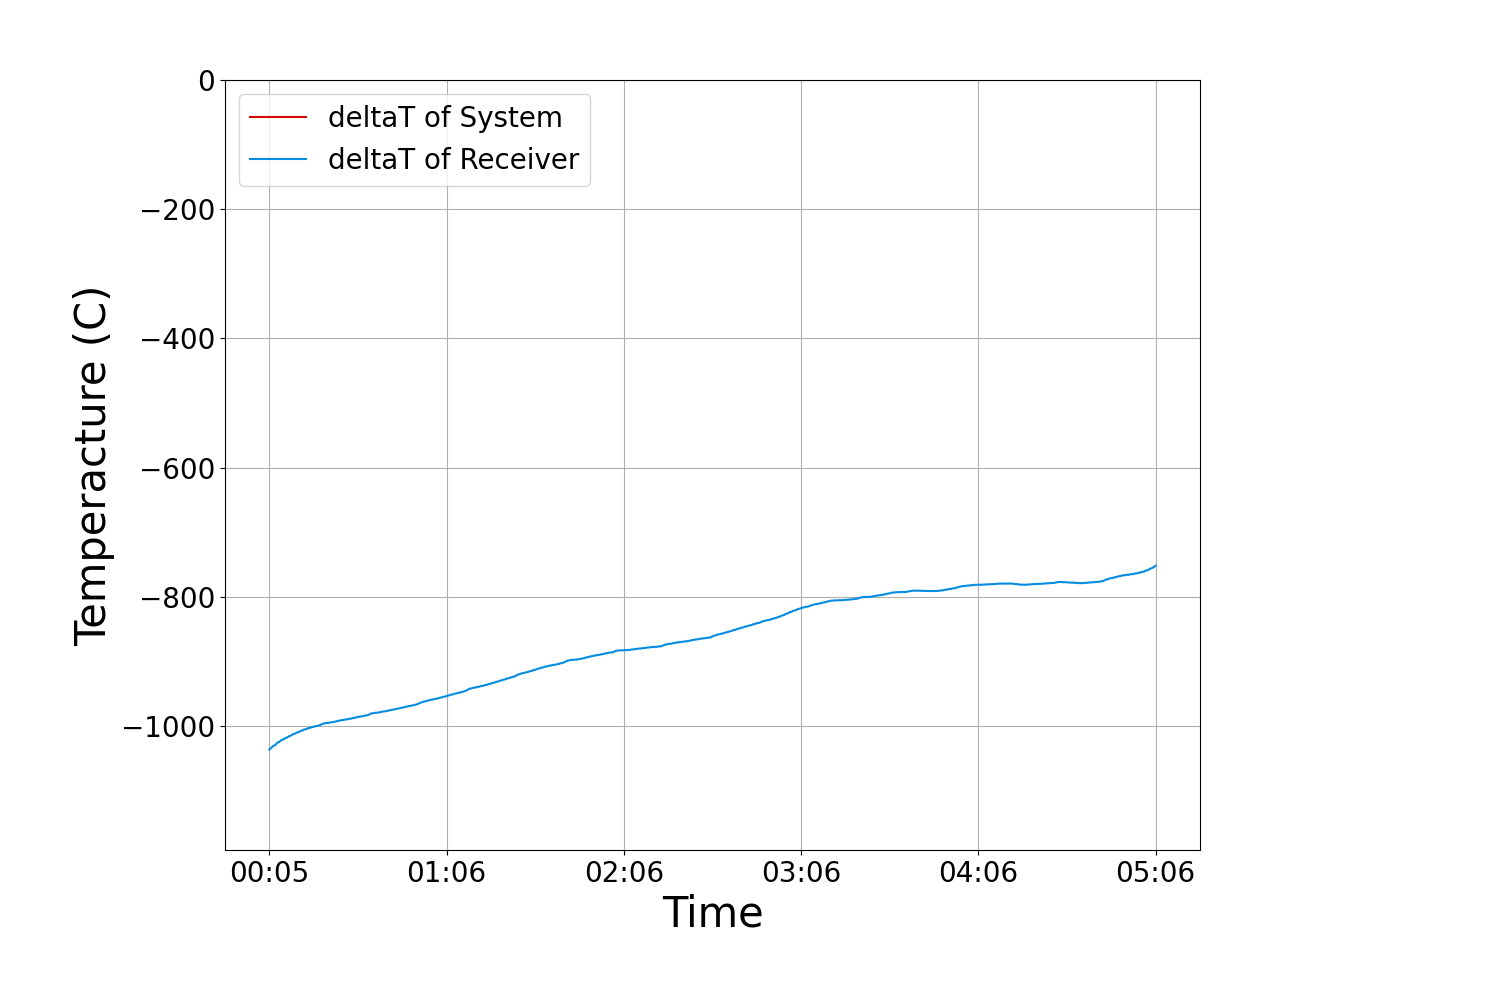 0
deltaT of System
deltaT of Receiver
−200
−400
−600
−800
−1000
Temperacture (C)
00:05 01:06 02:06 03:06 04:06 05:06
Time